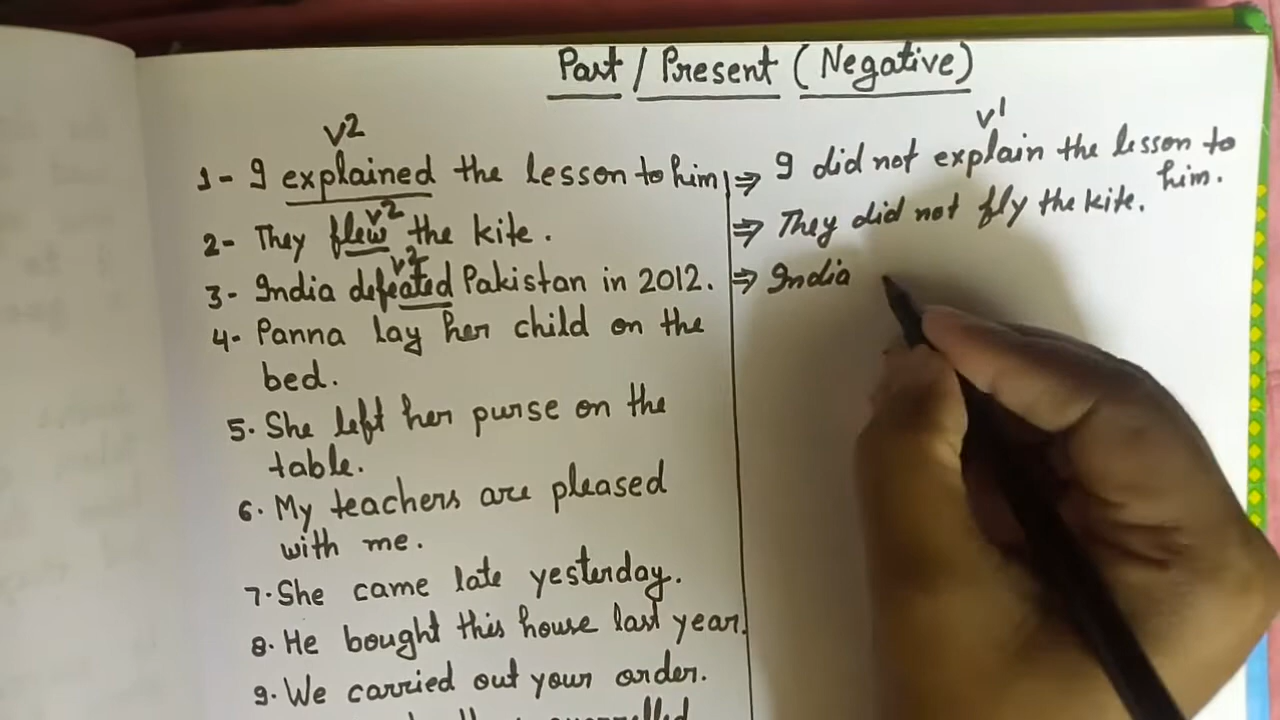 Past / Present (Negative)
v2
v1
1- I explained the lesson to him. ⇒ I did not explain the lesson to
him.
v2
2- They flew the kite. ⇒ They did not fly the kite.
v2
3- India defeated Pakistan in 2012. ⇒ India
4- Panna lay her child on the
bed.
5. She left her purse on the
table.
6. My teachers are pleased
with me.
7. She came late yesterday.
8. He bought this house last year.
9. We carried out your order.